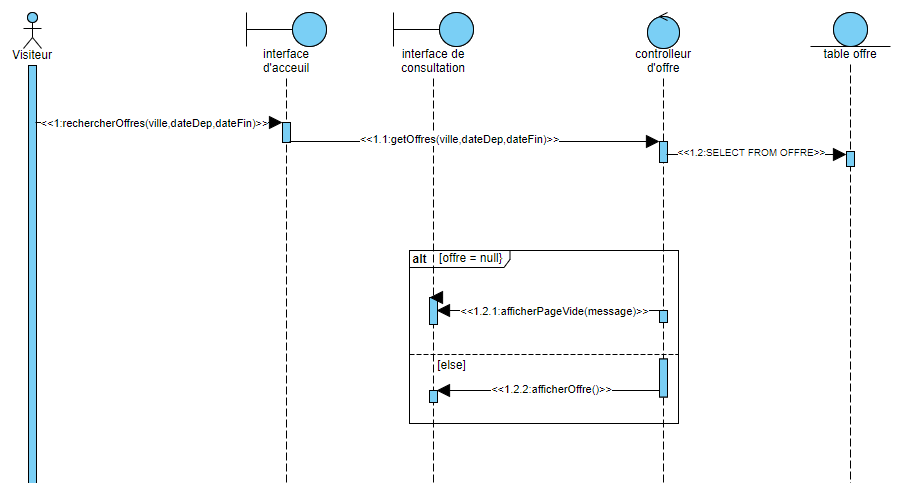 Visiteur
interface
d'acceuil
interface de
consultation
controlleur
d'offre
table offre
<<1:rechercherOffres(ville,dateDep,dateFin)>>
<<1.1:getOffres(ville,dateDep,dateFin)>>
<<1.2:SELECT FROM OFFRE>>
alt
[offre = null}
<<1.2.1:afficherPageVide(message)>>
[else]
<<1.2.2:afficherOffre()>>